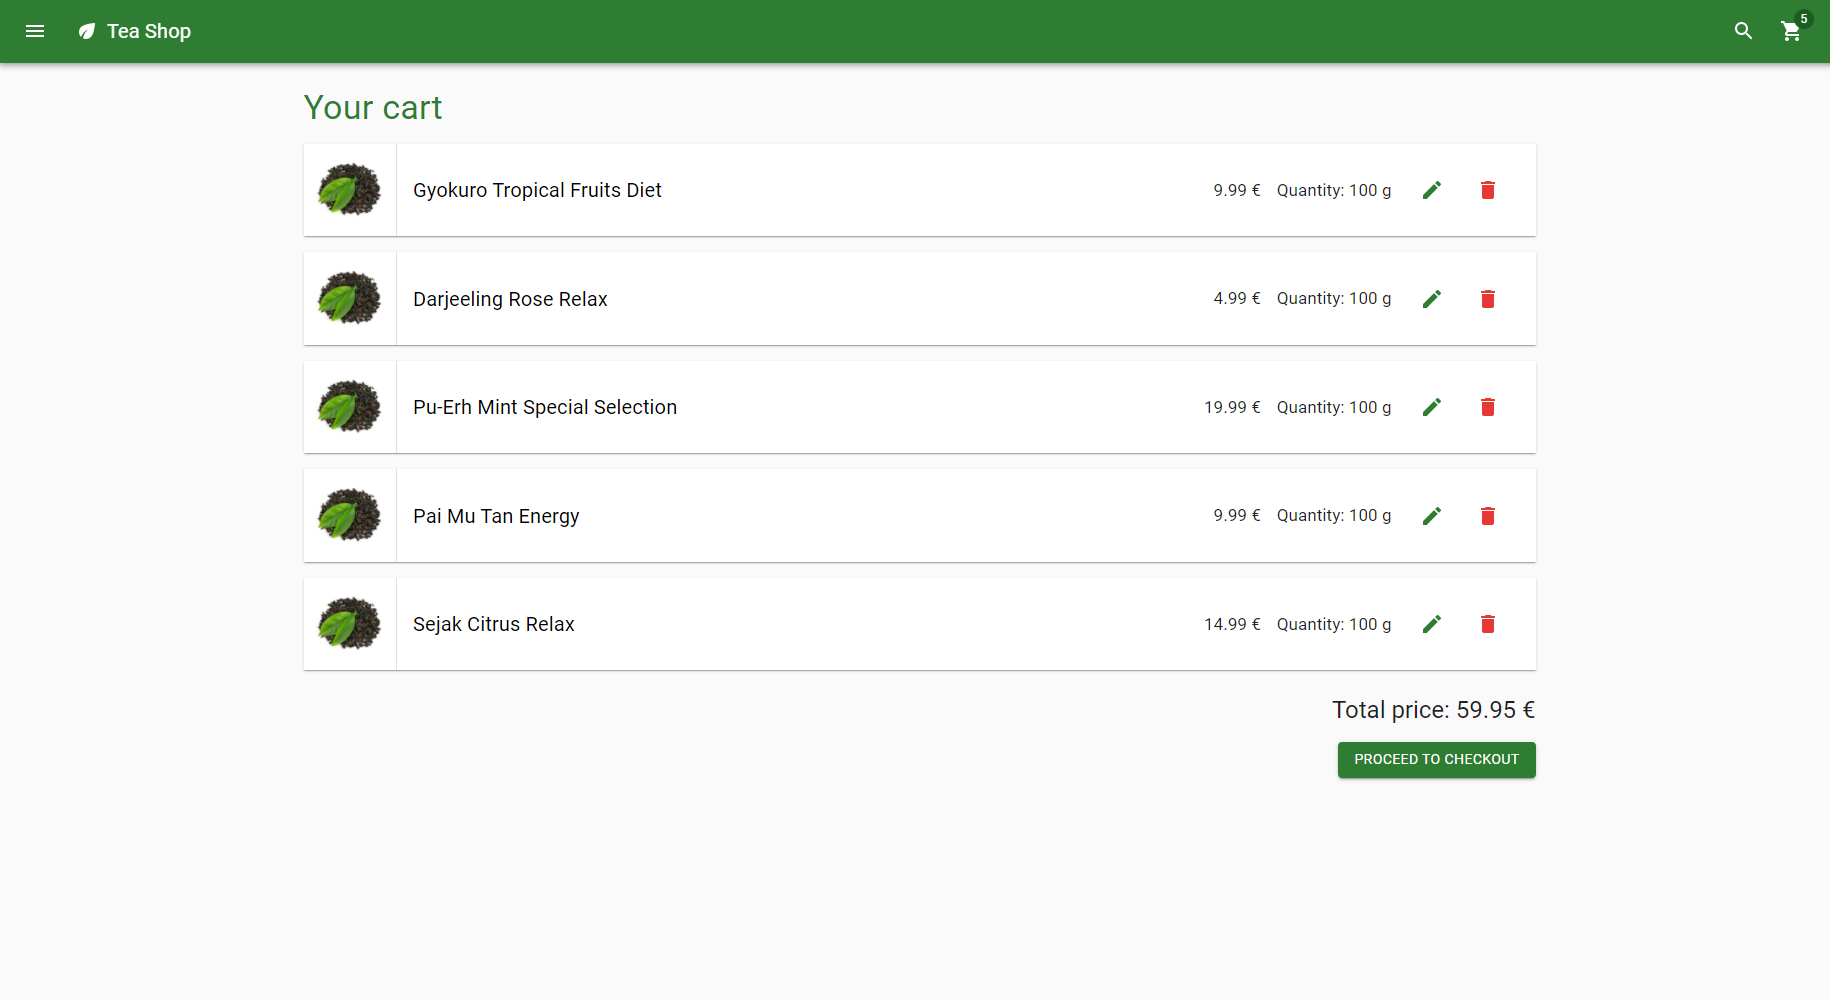 Tea Shop
5
Your cart
Gyokuro Tropical Fruits Diet 9.99 € Quantity: 100 g
Darjeeling Rose Relax 4.99 € Quantity: 100 g
Pu-Erh Mint Special Selection 19.99 € Quantity: 100 g
Pai Mu Tan Energy 9.99 € Quantity: 100 g
Sejak Citrus Relax 14.99 € Quantity: 100 g
Total price: 59.95 €
PROCEED TO CHECKOUT